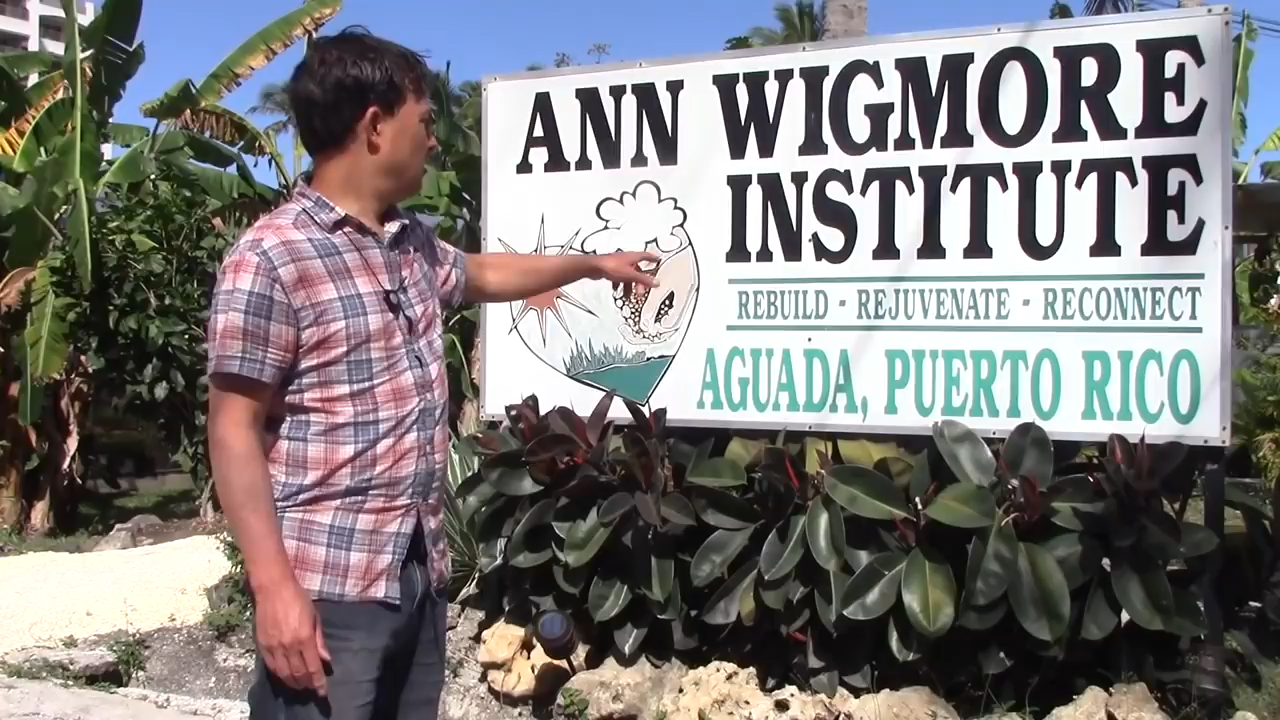 ANN WIGMORE
INSTITUTE
REBUILD - REJUVENATE - RECONNECT
AGUADA, PUERTO RICO